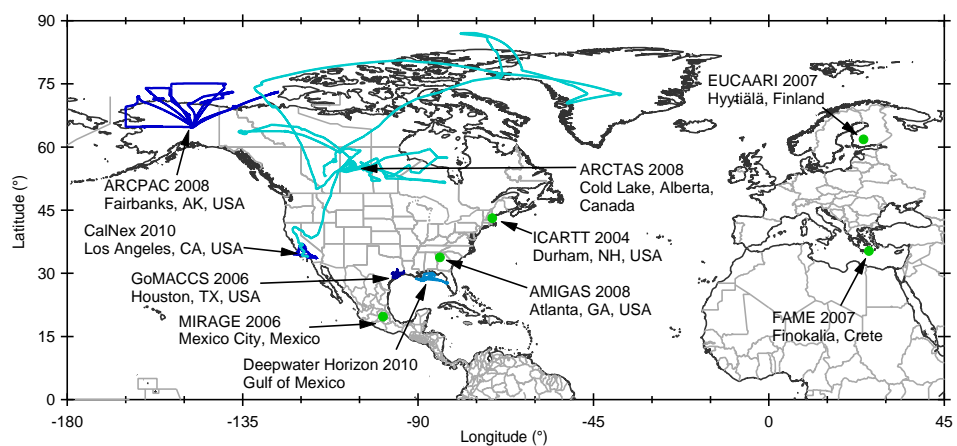 90
75
60
45
30
15
0
Latitude (°)
-180
-135
-90
-45
0
45
Longitude (°)
EUCAARI 2007
Hyytiälä, Finland
ARCPAC 2008
Fairbanks, AK, USA
ARCTAS 2008
Cold Lake, Alberta,
Canada
CalNex 2010
Los Angeles, CA, USA
ICARTT 2004
Durham, NH, USA
GoMACCS 2006
Houston, TX, USA
AMIGAS 2008
Atlanta, GA, USA
MIRAGE 2006
Mexico City, Mexico
FAME 2007
Finokalia, Crete
Deepwater Horizon 2010
Gulf of Mexico